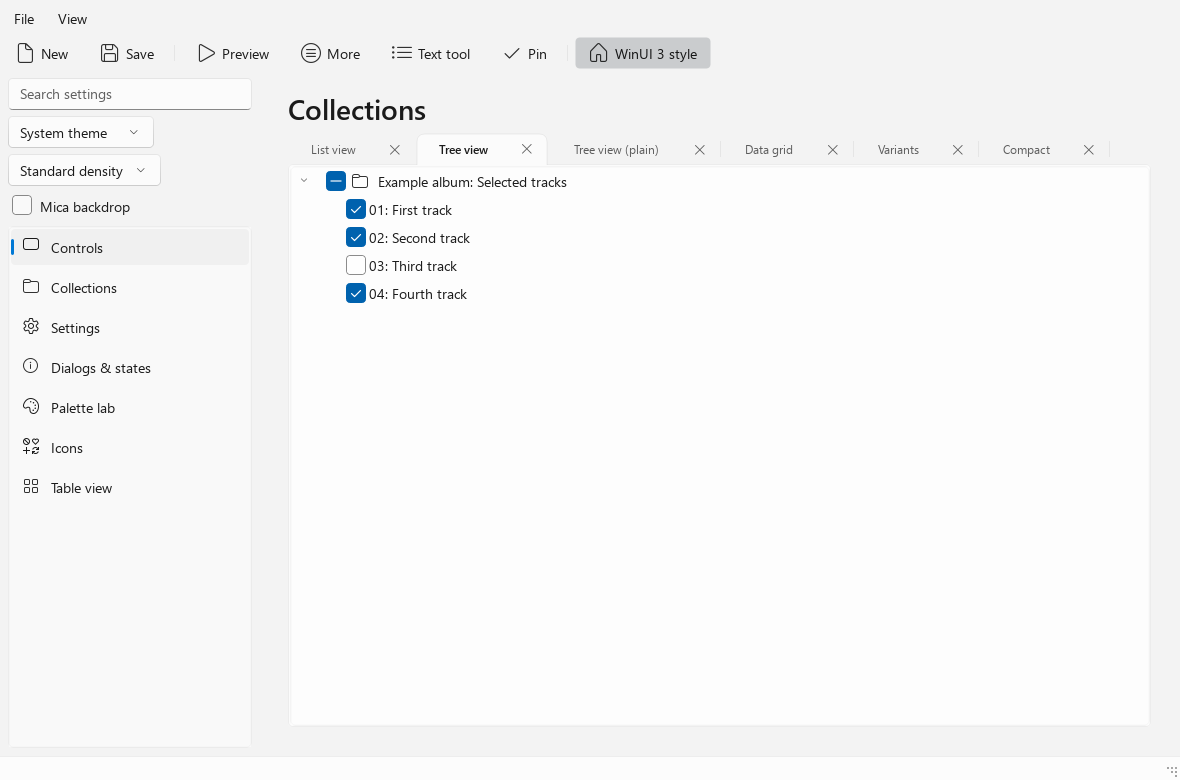 File View
New Save Preview More Text tool Pin WinUI 3 style
Search settings
System theme
Standard density
Mica backdrop
Controls
Collections
Settings
Dialogs & states
Palette lab
Icons
Table view
Collections
List view Tree view Tree view (plain) Data grid Variants Compact
Example album: Selected tracks
01: First track
02: Second track
03: Third track
04: Fourth track